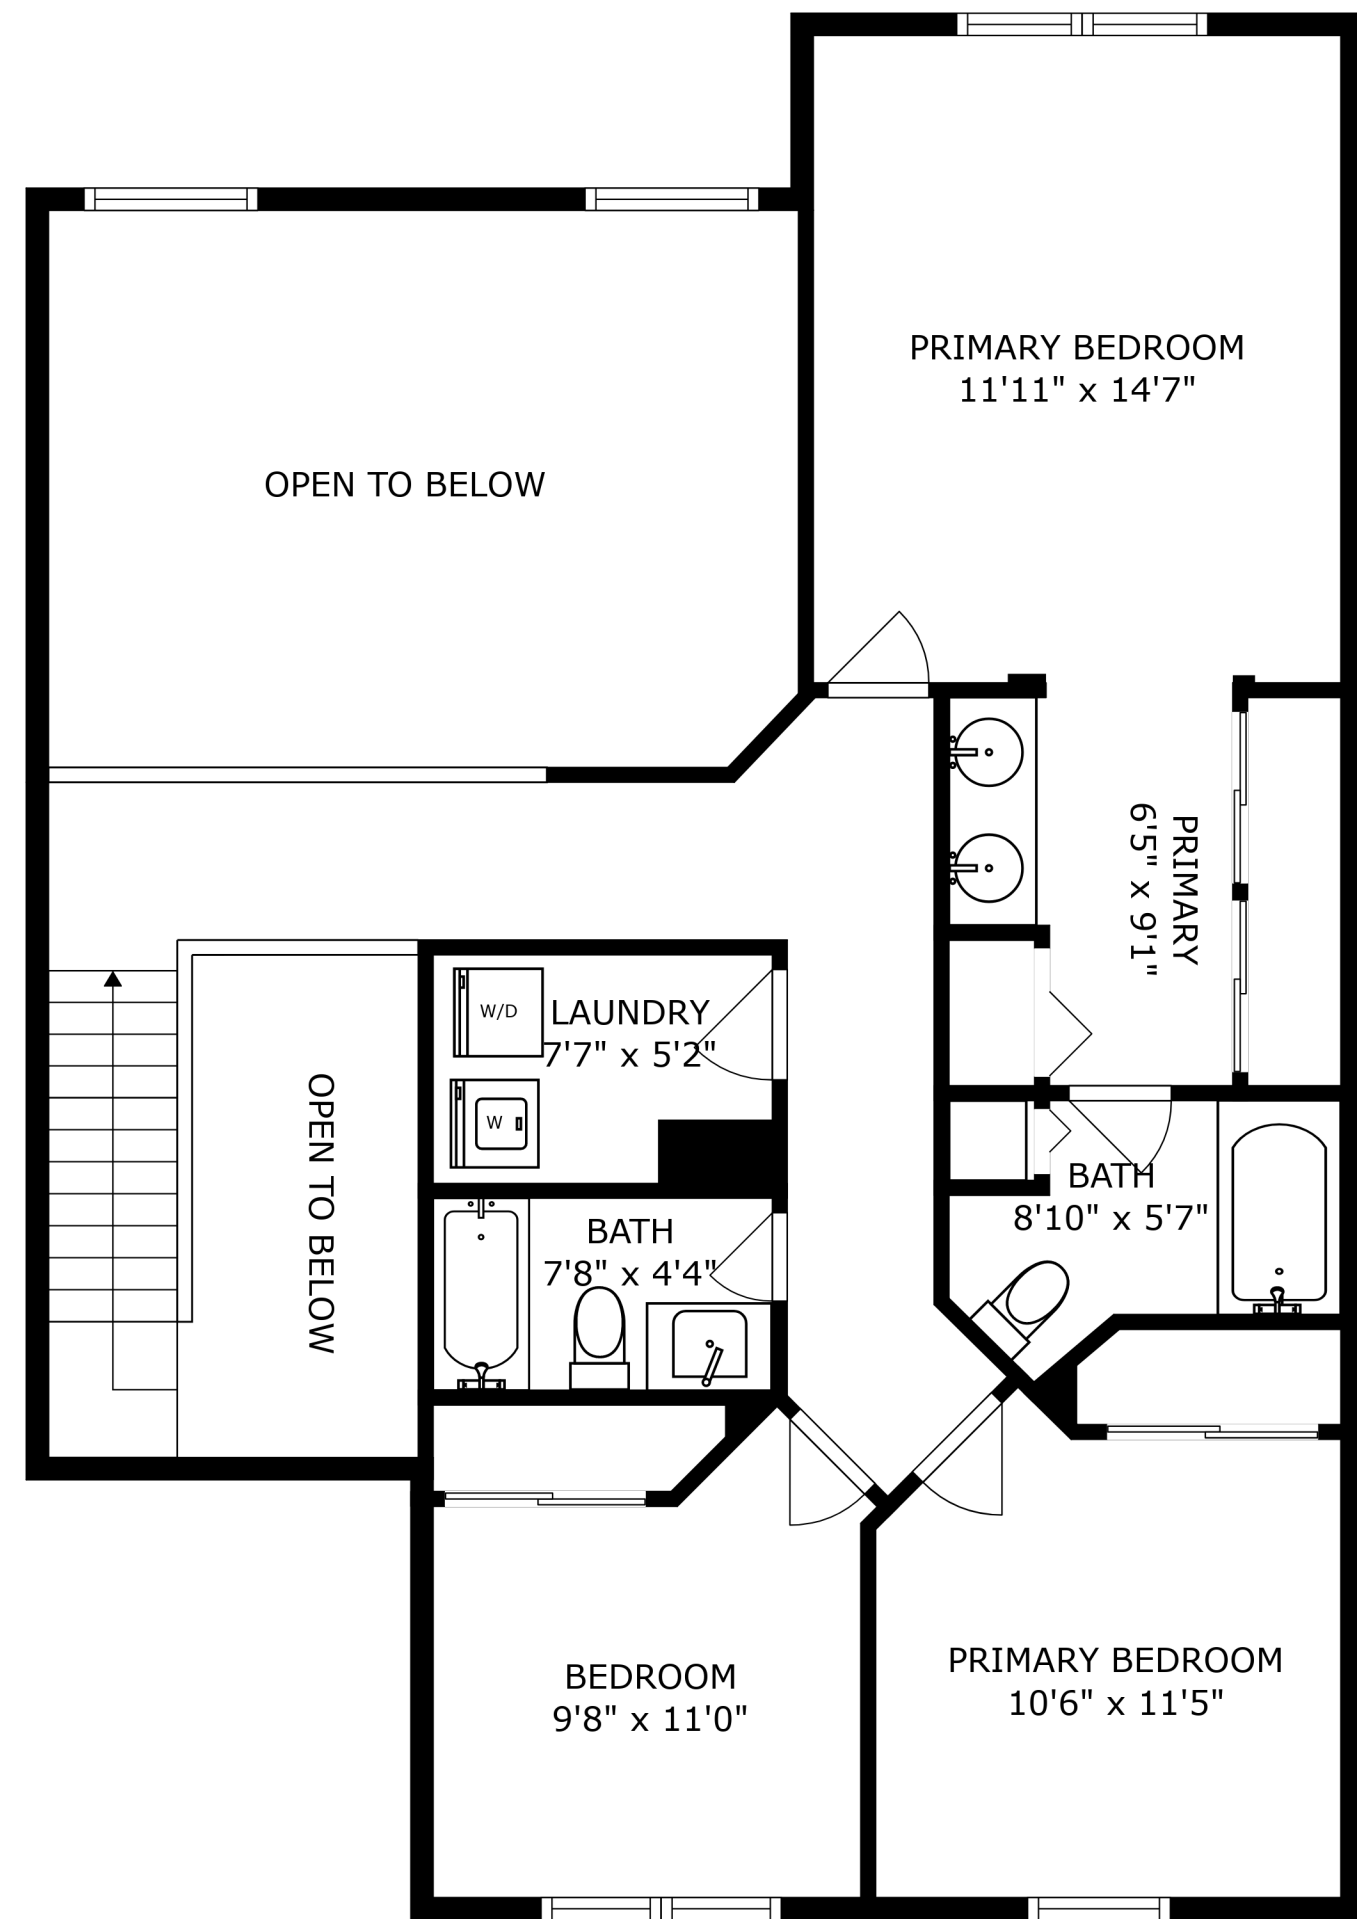 PRIMARY BEDROOM
11'11" x 14'7"
OPEN TO BELOW
PRIMARY
6'5" x 9'1"
W/D
LAUNDRY
7'7" x 5'2"
W
OPEN TO BELOW
BATH
8'10" x 5'7"
BATH
7'8" x 4'4"
PRIMARY BEDROOM
10'6" x 11'5"
BEDROOM
9'8" x 11'0"